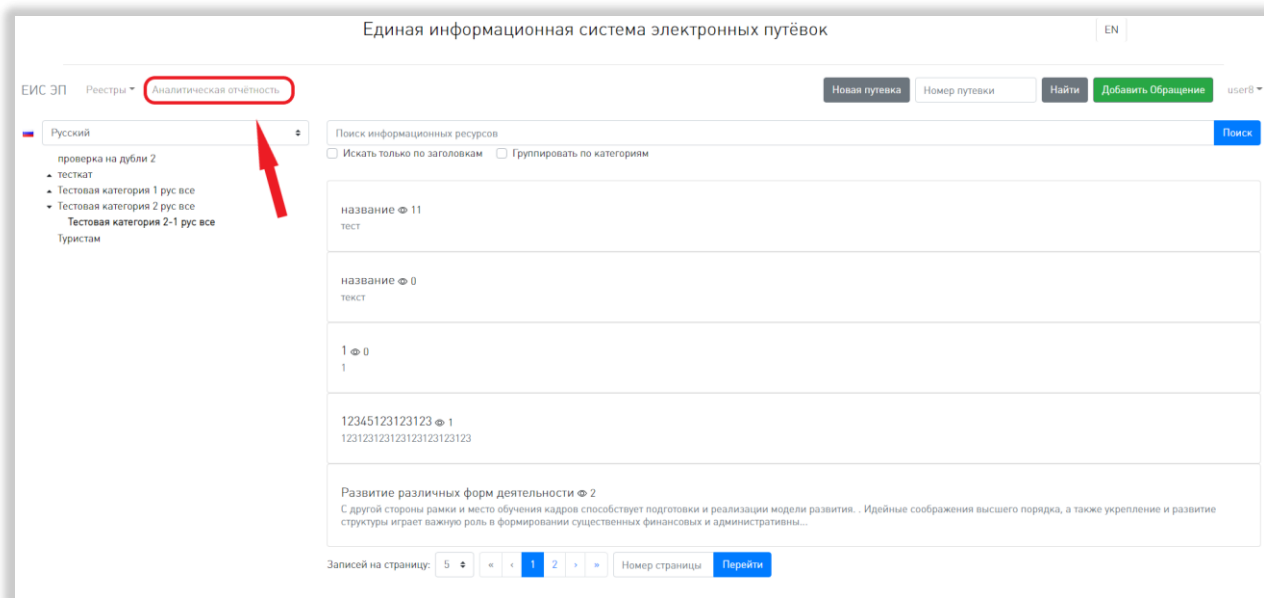 Единая информационная система электронных путёвок
EN
ЕИС ЭП Реестры Аналитическая отчётность Новая путевка Номер путевки Найти Добавить Обращение user8
Русский
проверка на дубли 2
тесткат
Тестовая категория 1 рус все
Тестовая категория 2 рус все
Тестовая категория 2-1 рус все
Туристам
Поиск информационных ресурсов Поиск
Искать только по заголовкам Группировать по категориям
название 11
тест
название 0
текст
1 0
1
12345123123123 1
123123123123123123123123
Развитие различных форм деятельности 2
С другой стороны рамки и место обучения кадров способствует подготовки и реализации модели развития. . Идейные соображения высшего порядка, а также укрепление и развитие
структуры играет важную роль в формировании существенных финансовых и административны...
Записей на страницу: 5 « ‹ 1 2 › » Номер страницы Перейти